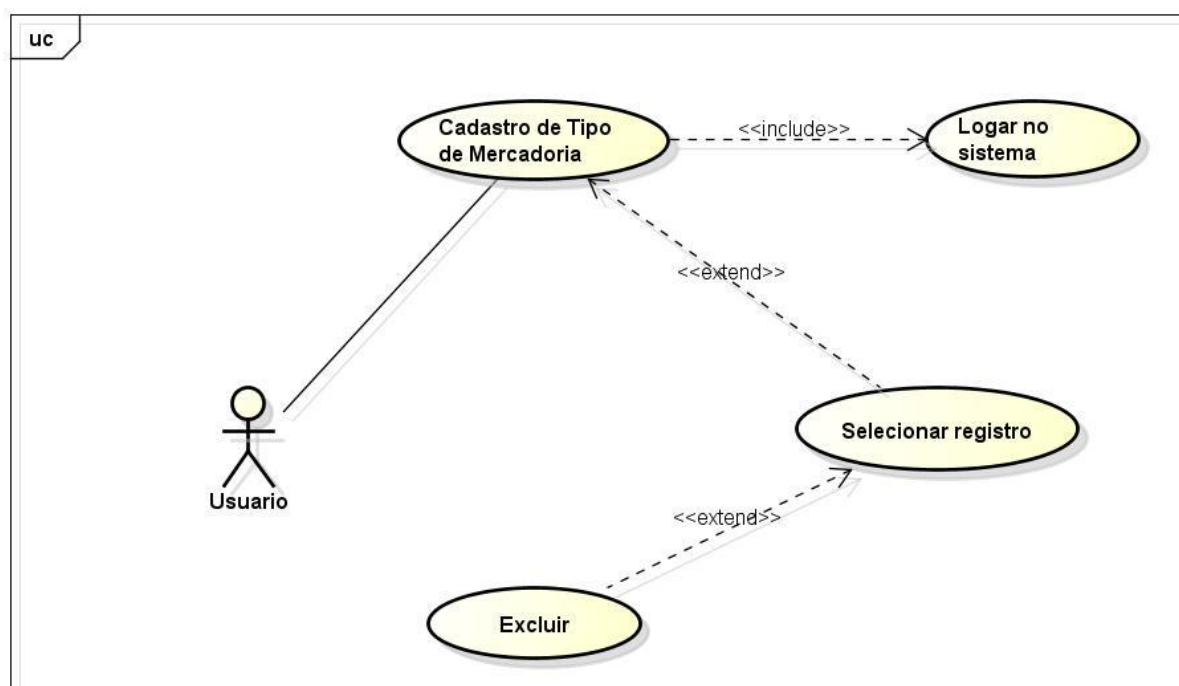 uc
Cadastro de Tipo
de Mercadoria
<<include>>
Logar no
sistema
<<extend>>
Selecionar registro
Usuario
<<extend>>
Excluir